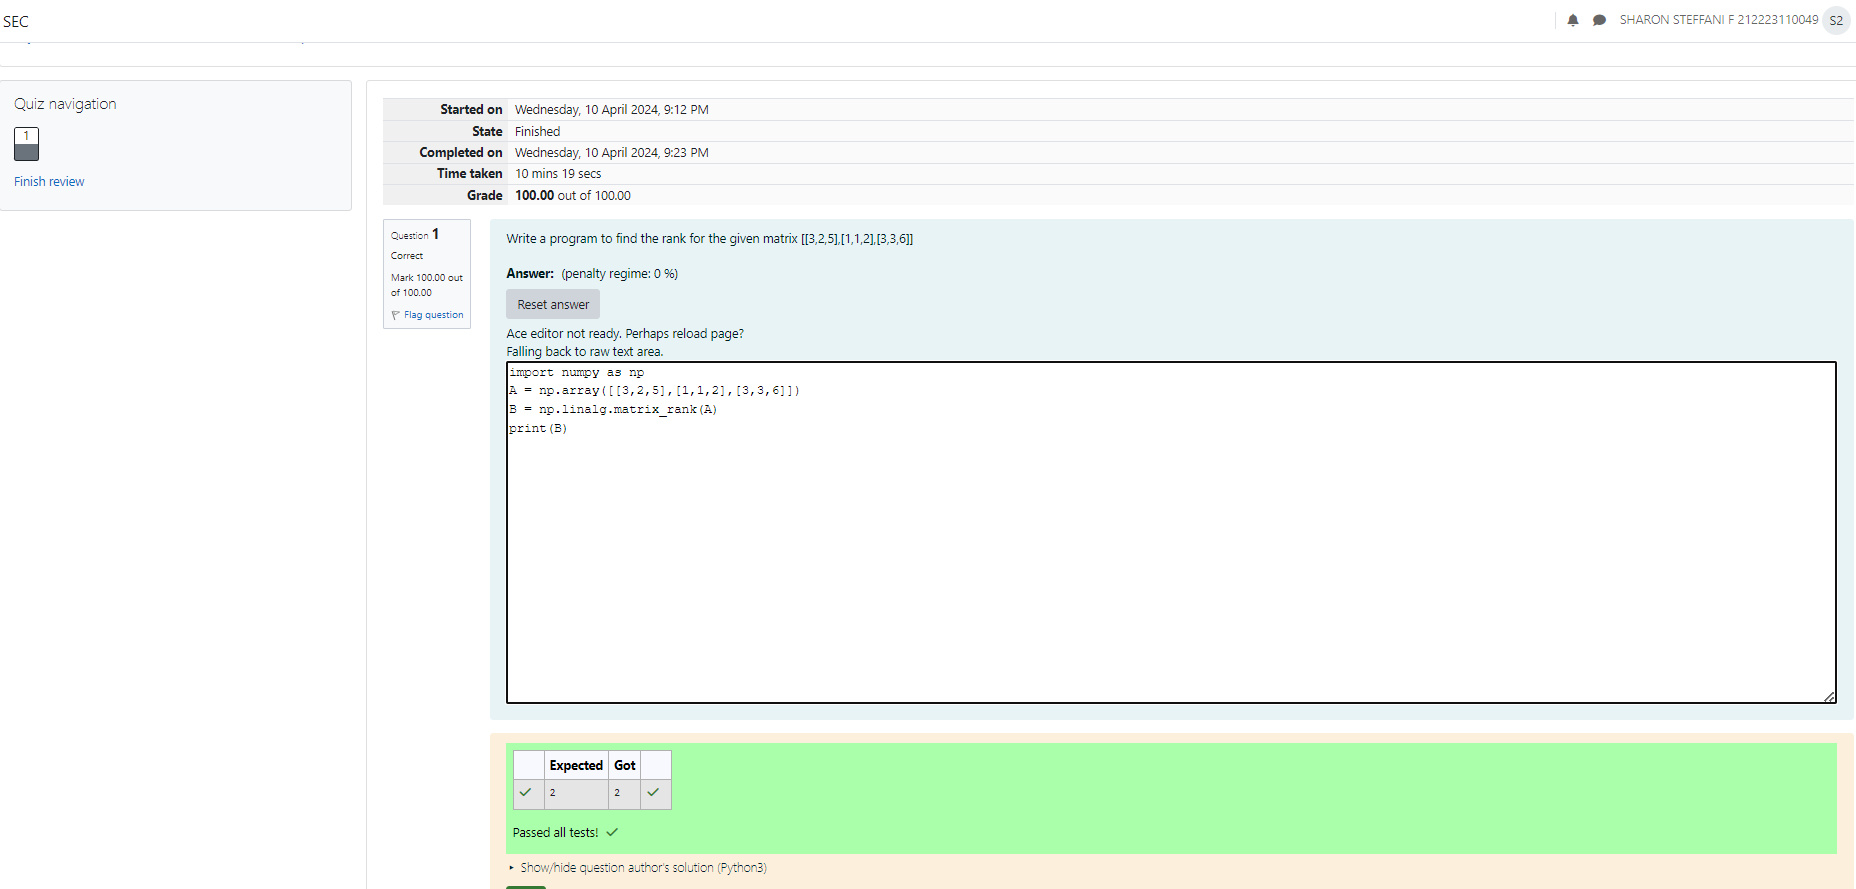 SEC
SHARON STEFFANI F 212223110049 S2
Quiz navigation
1
Finish review
Started on Wednesday, 10 April 2024, 9:12 PM
State Finished
Completed on Wednesday, 10 April 2024, 9:23 PM
Time taken 10 mins 19 secs
Grade 100.00 out of 100.00
Question 1
Correct
Mark 100.00 out
of 100.00
Flag question
Write a program to find the rank for the given matrix [[3,2,5],[1,1,2],[3,3,6]]
Answer: (penalty regime: 0 %)
Reset answer
Ace editor not ready. Perhaps reload page?
Falling back to raw text area.
import numpy as np
A = np.array([[3,2,5],[1,1,2],[3,3,6]])
B = np.linalg.matrix_rank(A)
print(B)
Expected Got
2 2
Passed all tests!
Show/hide question author's solution (Python3)